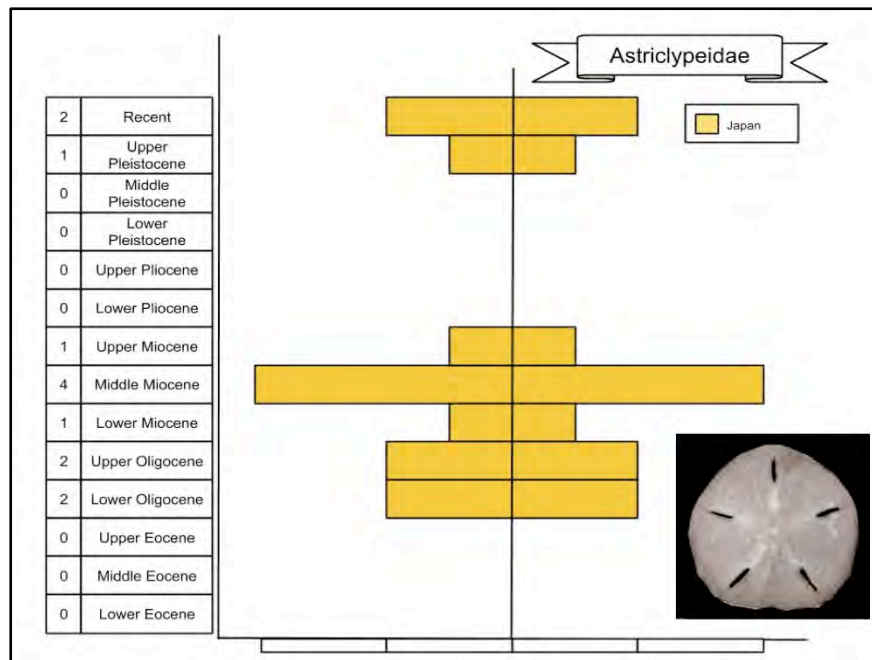 Astriclypeidae
Japan
2 Recent
1 Upper
Pleistocene
0 Middle
Pleistocene
0 Lower
Pleistocene
0 Upper Pliocene
0 Lower Pliocene
1 Upper Miocene
4 Middle Miocene
1 Lower Miocene
2 Upper Oligocene
2 Lower Oligocene
0 Upper Eocene
0 Middle Eocene
0 Lower Eocene